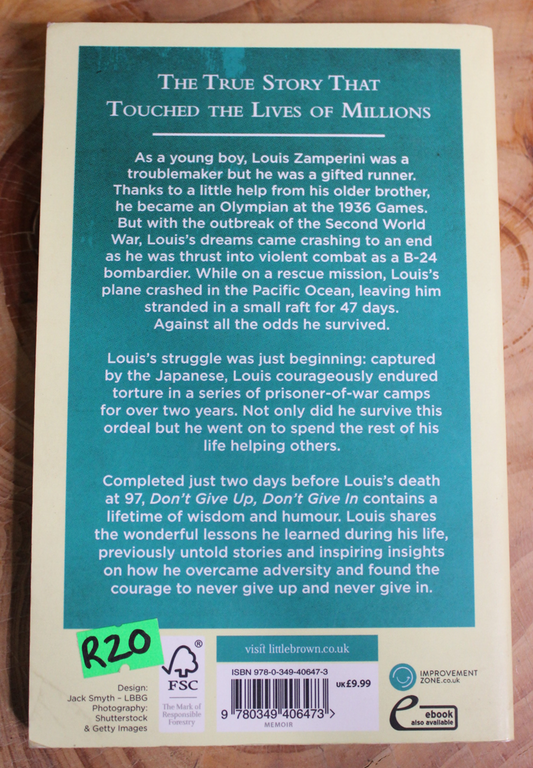 THE TRUE STORY THAT
TOUCHED THE LIVES OF MILLIONS
As a young boy, Louis Zamperini was a
troublemaker but he was a gifted runner.
Thanks to a little help from his older brother,
he became an Olympian at the 1936 Games.
But with the outbreak of the Second World
War, Louis's dreams came crashing to an end
as he was thrust into violent combat as a B-24
bombardier. While on a rescue mission, Louis's
plane crashed in the Pacific Ocean, leaving him
stranded in a small raft for 47 days.
Against all the odds he survived.
Louis's struggle was just beginning: captured
by the Japanese, Louis courageously endured
torture in a series of prisoner-of-war camps
for over two years. Not only did he survive this
ordeal but he went on to spend the rest of his
life helping others.
Completed just two days before Louis's death
at 97, Don't Give Up, Don't Give In contains a
lifetime of wisdom and humour. Louis shares
the wonderful lessons he learned during his life,
previously untold stories and inspiring insights
on how he overcame adversity and found the
courage to never give up and never give in.
R20
Design:
Jack Smyth – LBBG
Photography:
Shutterstock
& Getty Images
®
FSC
The Mark of
Responsible
Forestry
visit littlebrown.co.uk
ISBN 978-0-349-40647-3
9 780349 406473 >
MEMOIR
UK £9.99
IMPROVEMENT
ZONE.co.uk
e
ebook
also available